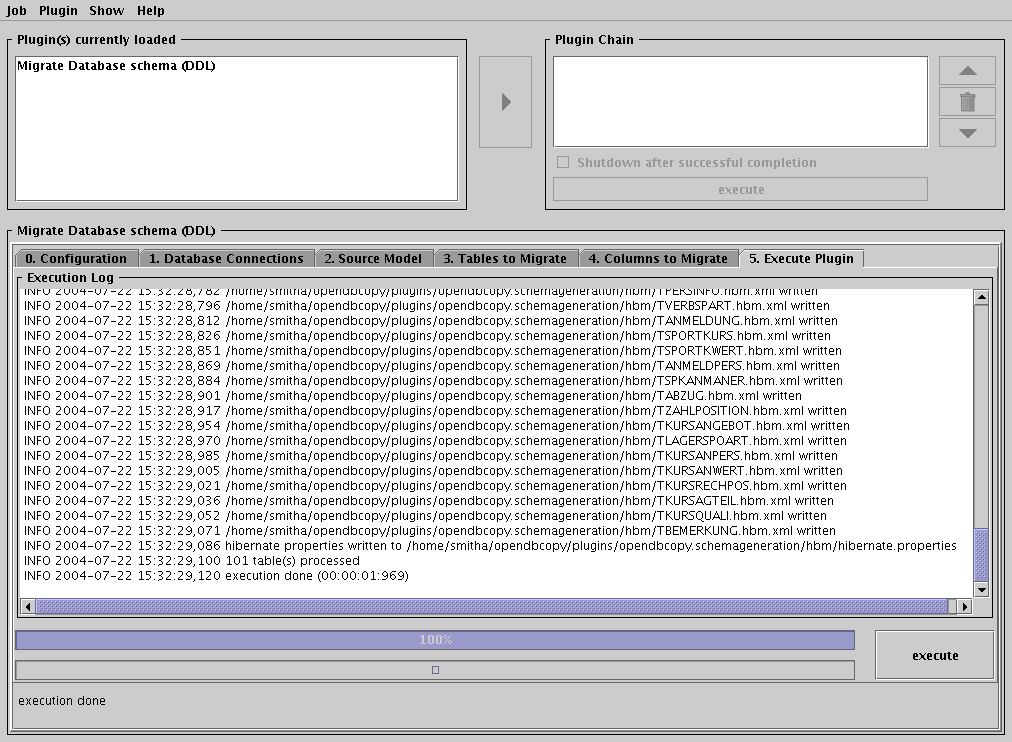 Job Plugin Show Help
Plugin(s) currently loaded
Migrate Database schema (DDL)
Plugin Chain
Shutdown after successful completion
execute
Migrate Database schema (DDL)
0. Configuration 1. Database Connections 2. Source Model 3. Tables to Migrate 4. Columns to Migrate 5. Execute Plugin
Execution Log
INFO 2004-07-22 15:32:28,782 /home/smitha/opendbcopy/plugins/opendbcopy.schemageneration/hbm/TPERSINFO.hbm.xml written
INFO 2004-07-22 15:32:28,796 /home/smitha/opendbcopy/plugins/opendbcopy.schemageneration/hbm/TVERBSPART.hbm.xml written
INFO 2004-07-22 15:32:28,812 /home/smitha/opendbcopy/plugins/opendbcopy.schemageneration/hbm/TANMELDUNG.hbm.xml written
INFO 2004-07-22 15:32:28,826 /home/smitha/opendbcopy/plugins/opendbcopy.schemageneration/hbm/TSPORTKURS.hbm.xml written
INFO 2004-07-22 15:32:28,851 /home/smitha/opendbcopy/plugins/opendbcopy.schemageneration/hbm/TSPORTKWERT.hbm.xml written
INFO 2004-07-22 15:32:28,869 /home/smitha/opendbcopy/plugins/opendbcopy.schemageneration/hbm/TANMELDPERS.hbm.xml written
INFO 2004-07-22 15:32:28,884 /home/smitha/opendbcopy/plugins/opendbcopy.schemageneration/hbm/TSPKANMANER.hbm.xml written
INFO 2004-07-22 15:32:28,901 /home/smitha/opendbcopy/plugins/opendbcopy.schemageneration/hbm/TABZUG.hbm.xml written
INFO 2004-07-22 15:32:28,917 /home/smitha/opendbcopy/plugins/opendbcopy.schemageneration/hbm/TZAHLPOSITION.hbm.xml written
INFO 2004-07-22 15:32:28,954 /home/smitha/opendbcopy/plugins/opendbcopy.schemageneration/hbm/TKURSANGEBOT.hbm.xml written
INFO 2004-07-22 15:32:28,970 /home/smitha/opendbcopy/plugins/opendbcopy.schemageneration/hbm/TLAGERSPOART.hbm.xml written
INFO 2004-07-22 15:32:28,985 /home/smitha/opendbcopy/plugins/opendbcopy.schemageneration/hbm/TKURSANPERS.hbm.xml written
INFO 2004-07-22 15:32:29,005 /home/smitha/opendbcopy/plugins/opendbcopy.schemageneration/hbm/TKURSANWERT.hbm.xml written
INFO 2004-07-22 15:32:29,021 /home/smitha/opendbcopy/plugins/opendbcopy.schemageneration/hbm/TKURSRECHPOS.hbm.xml written
INFO 2004-07-22 15:32:29,036 /home/smitha/opendbcopy/plugins/opendbcopy.schemageneration/hbm/TKURSAGTEIL.hbm.xml written
INFO 2004-07-22 15:32:29,052 /home/smitha/opendbcopy/plugins/opendbcopy.schemageneration/hbm/TKURSQUALI.hbm.xml written
INFO 2004-07-22 15:32:29,071 /home/smitha/opendbcopy/plugins/opendbcopy.schemageneration/hbm/TBEMERKUNG.hbm.xml written
INFO 2004-07-22 15:32:29,086 hibernate properties written to /home/smitha/opendbcopy/plugins/opendbcopy.schemageneration/hbm/hibernate.properties
INFO 2004-07-22 15:32:29,100 101 table(s) processed
INFO 2004-07-22 15:32:29,120 execution done (00:00:01:969)
100%
execute
execution done